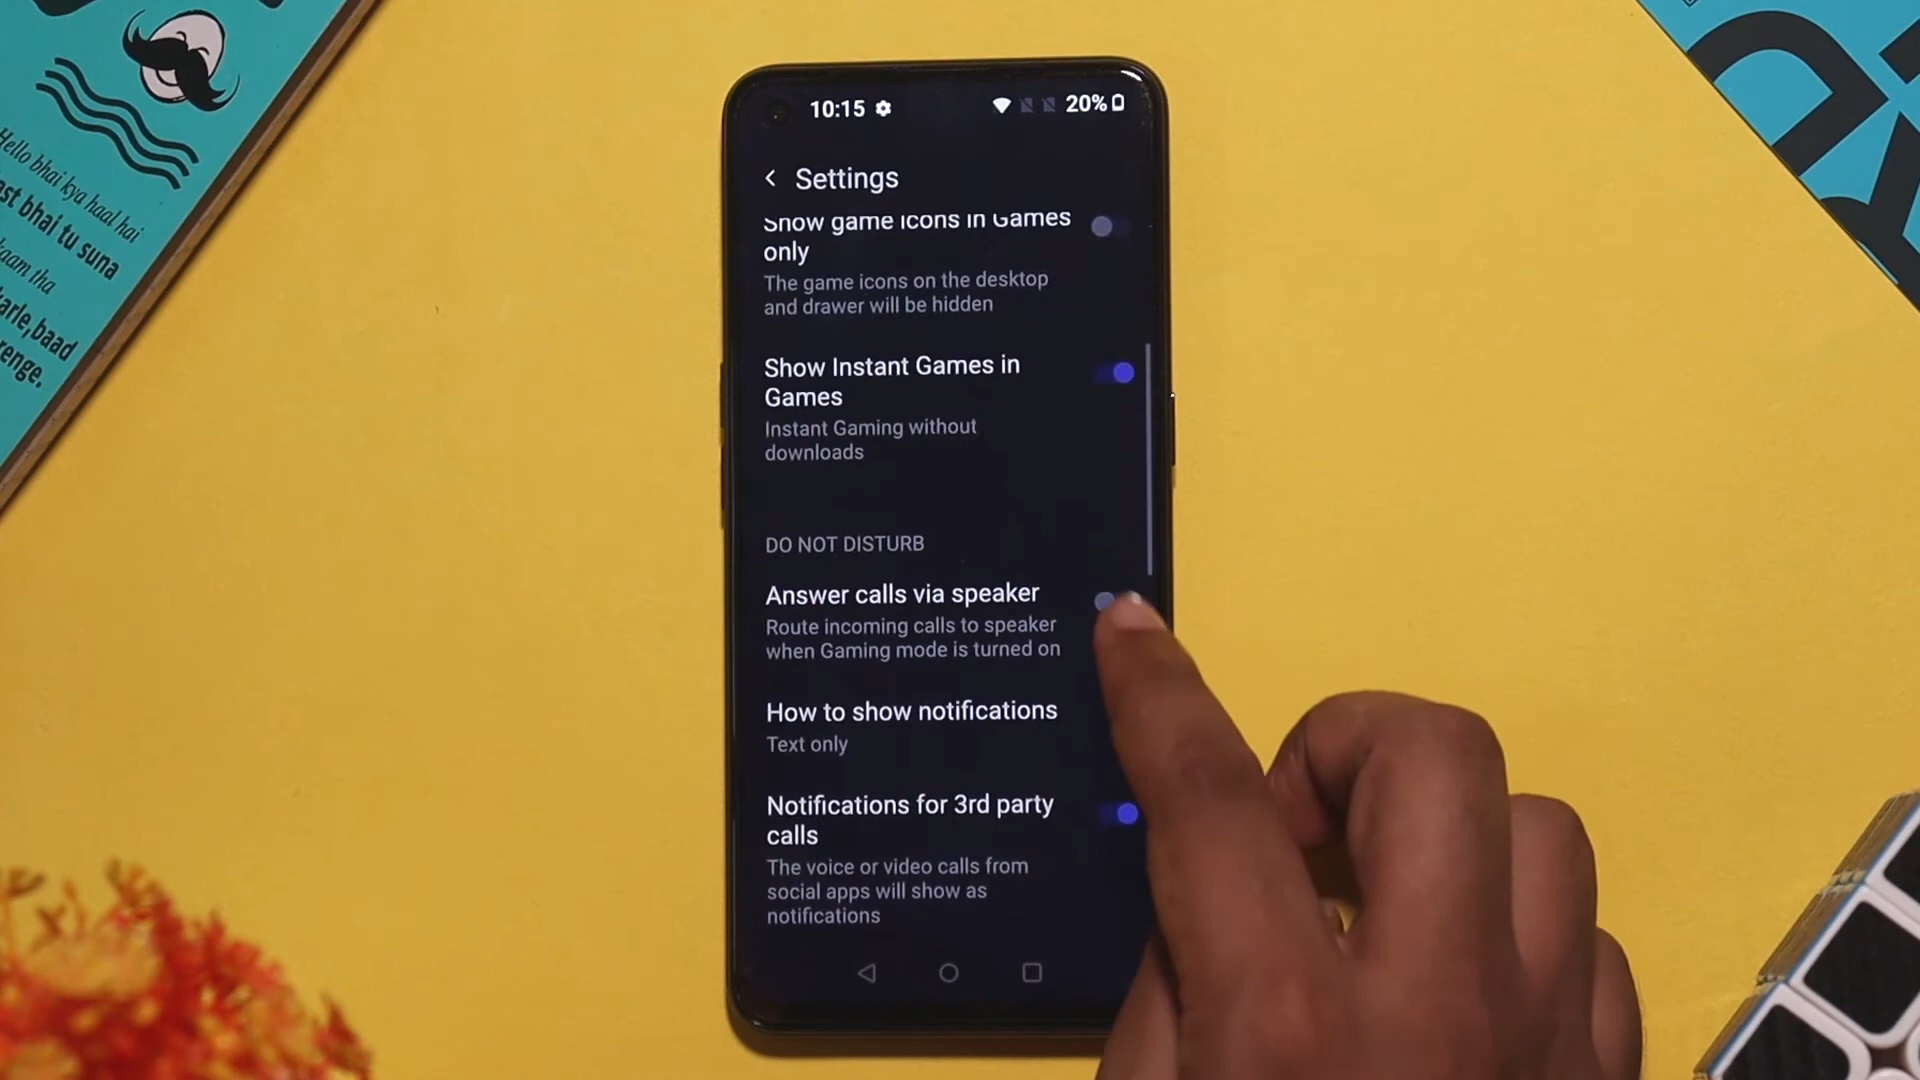 Hello bhai kya haal hai
bhai tu suna
tha
baad
10:15
20%
Settings
Show game icons in Games
only
The game icons on the desktop
and drawer will be hidden
Show Instant Games in
Games
Instant Gaming without
downloads
DO NOT DISTURB
Answer calls via speaker
Route incoming calls to speaker
when Gaming mode is turned on
How to show notifications
Text only
Notifications for 3rd party
calls
The voice or video calls from
social apps will show as
notifications